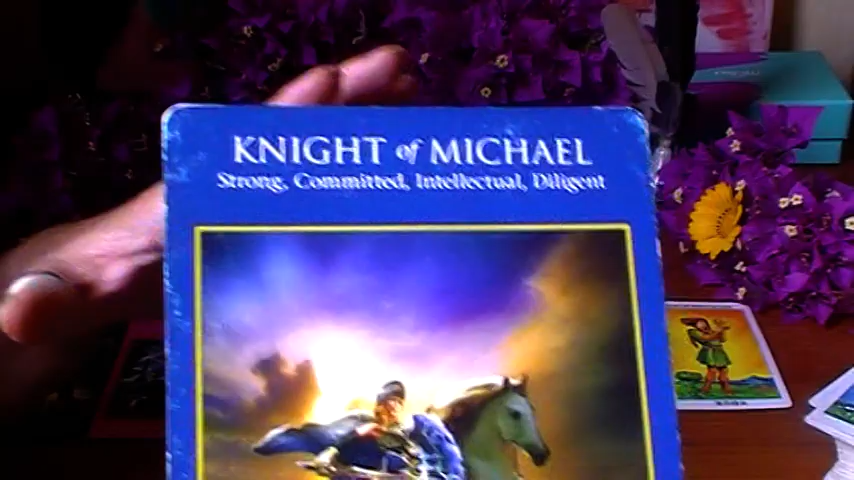 KNIGHT of MICHAEL
Strong, Committed, Intellectual, Diligent